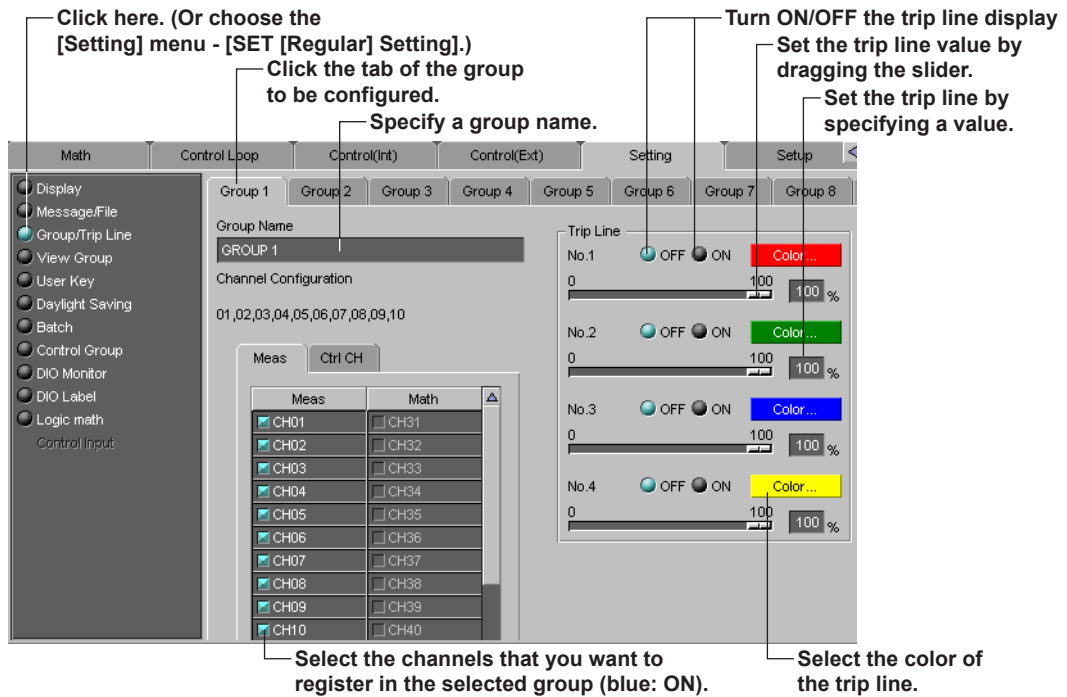 Click here. (Or choose the
[Setting] menu - [SET [Regular] Setting].)
Click the tab of the group
to be configured.
Specify a group name.
Turn ON/OFF the trip line display
Set the trip line value by
dragging the slider.
Set the trip line by
specifying a value.
Math Control Loop Control(Int) Control(Ext) Setting Setup
Display
Message/File
Group/Trip Line
View Group
User Key
Daylight Saving
Batch
Control Group
DIO Monitor
DIO Label
Logic math
Control Input
Group 1 Group 2 Group 3 Group 4 Group 5 Group 6 Group 7 Group 8
Group Name
GROUP 1
Channel Configuration
01,02,03,04,05,06,07,08,09,10
Meas Ctrl CH
Meas Math
CH01 CH31
CH02 CH32
CH03 CH33
CH04 CH34
CH05 CH35
CH06 CH36
CH07 CH37
CH08 CH38
CH09 CH39
CH10 CH40
Trip Line
No.1 OFF ON Color...
0 100
100 %
No.2 OFF ON Color...
0 100
100 %
No.3 OFF ON Color...
0 100
100 %
No.4 OFF ON Color...
0 100
100 %
Select the channels that you want to
register in the selected group (blue: ON).
Select the color of
the trip line.